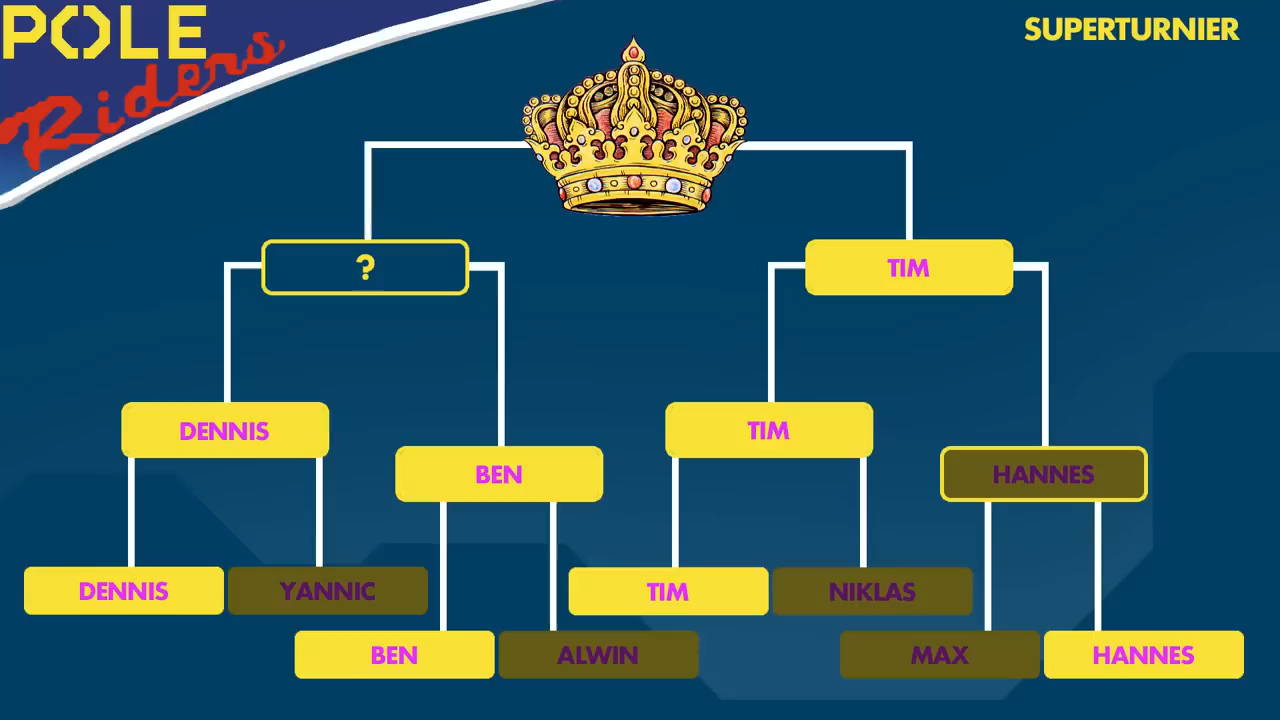 POLE
Riders
SUPERTURNIER
?
TIM
DENNIS
BEN
TIM
HANNES
DENNIS
YANNIC
TIM
NIKLAS
BEN
ALWIN
MAX
HANNES